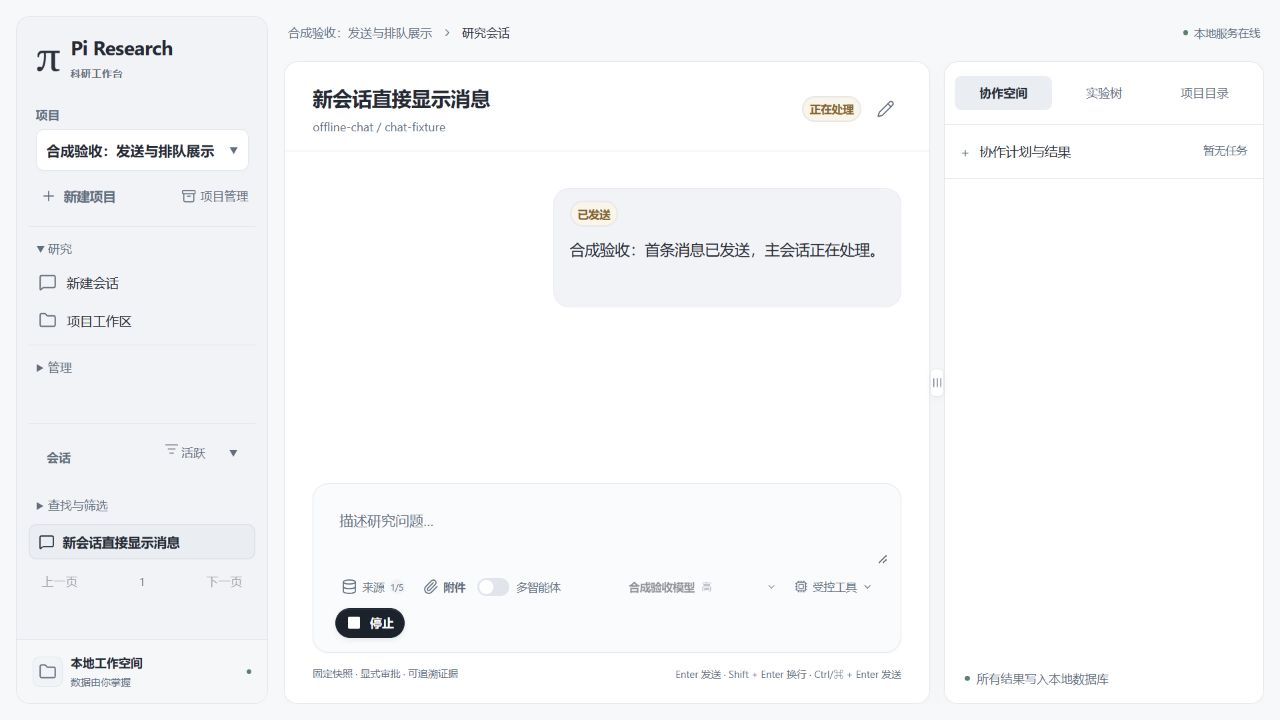 Pi Research
科研工作台
项目
合成验收：发送与排队展示
新建项目
项目管理
研究
新建会话
项目工作区
管理
会话
活跃
查找与筛选
新会话直接显示消息
上一页
1
下一页
本地工作空间
数据由你掌握
合成验收：发送与排队展示 › 研究会话
本地服务在线
新会话直接显示消息
offline-chat / chat-fixture
正在处理
已发送
合成验收：首条消息已发送，主会话正在处理。
描述研究问题...
来源 1/5
附件
多智能体
合成验收模型 高
受控工具
停止
固定快照 · 显式审批 · 可追溯证据
Enter 发送 · Shift + Enter 换行 · Ctrl/⌘ + Enter 发送
协作空间
实验树
项目目录
+ 协作计划与结果
暂无任务
所有结果写入本地数据库